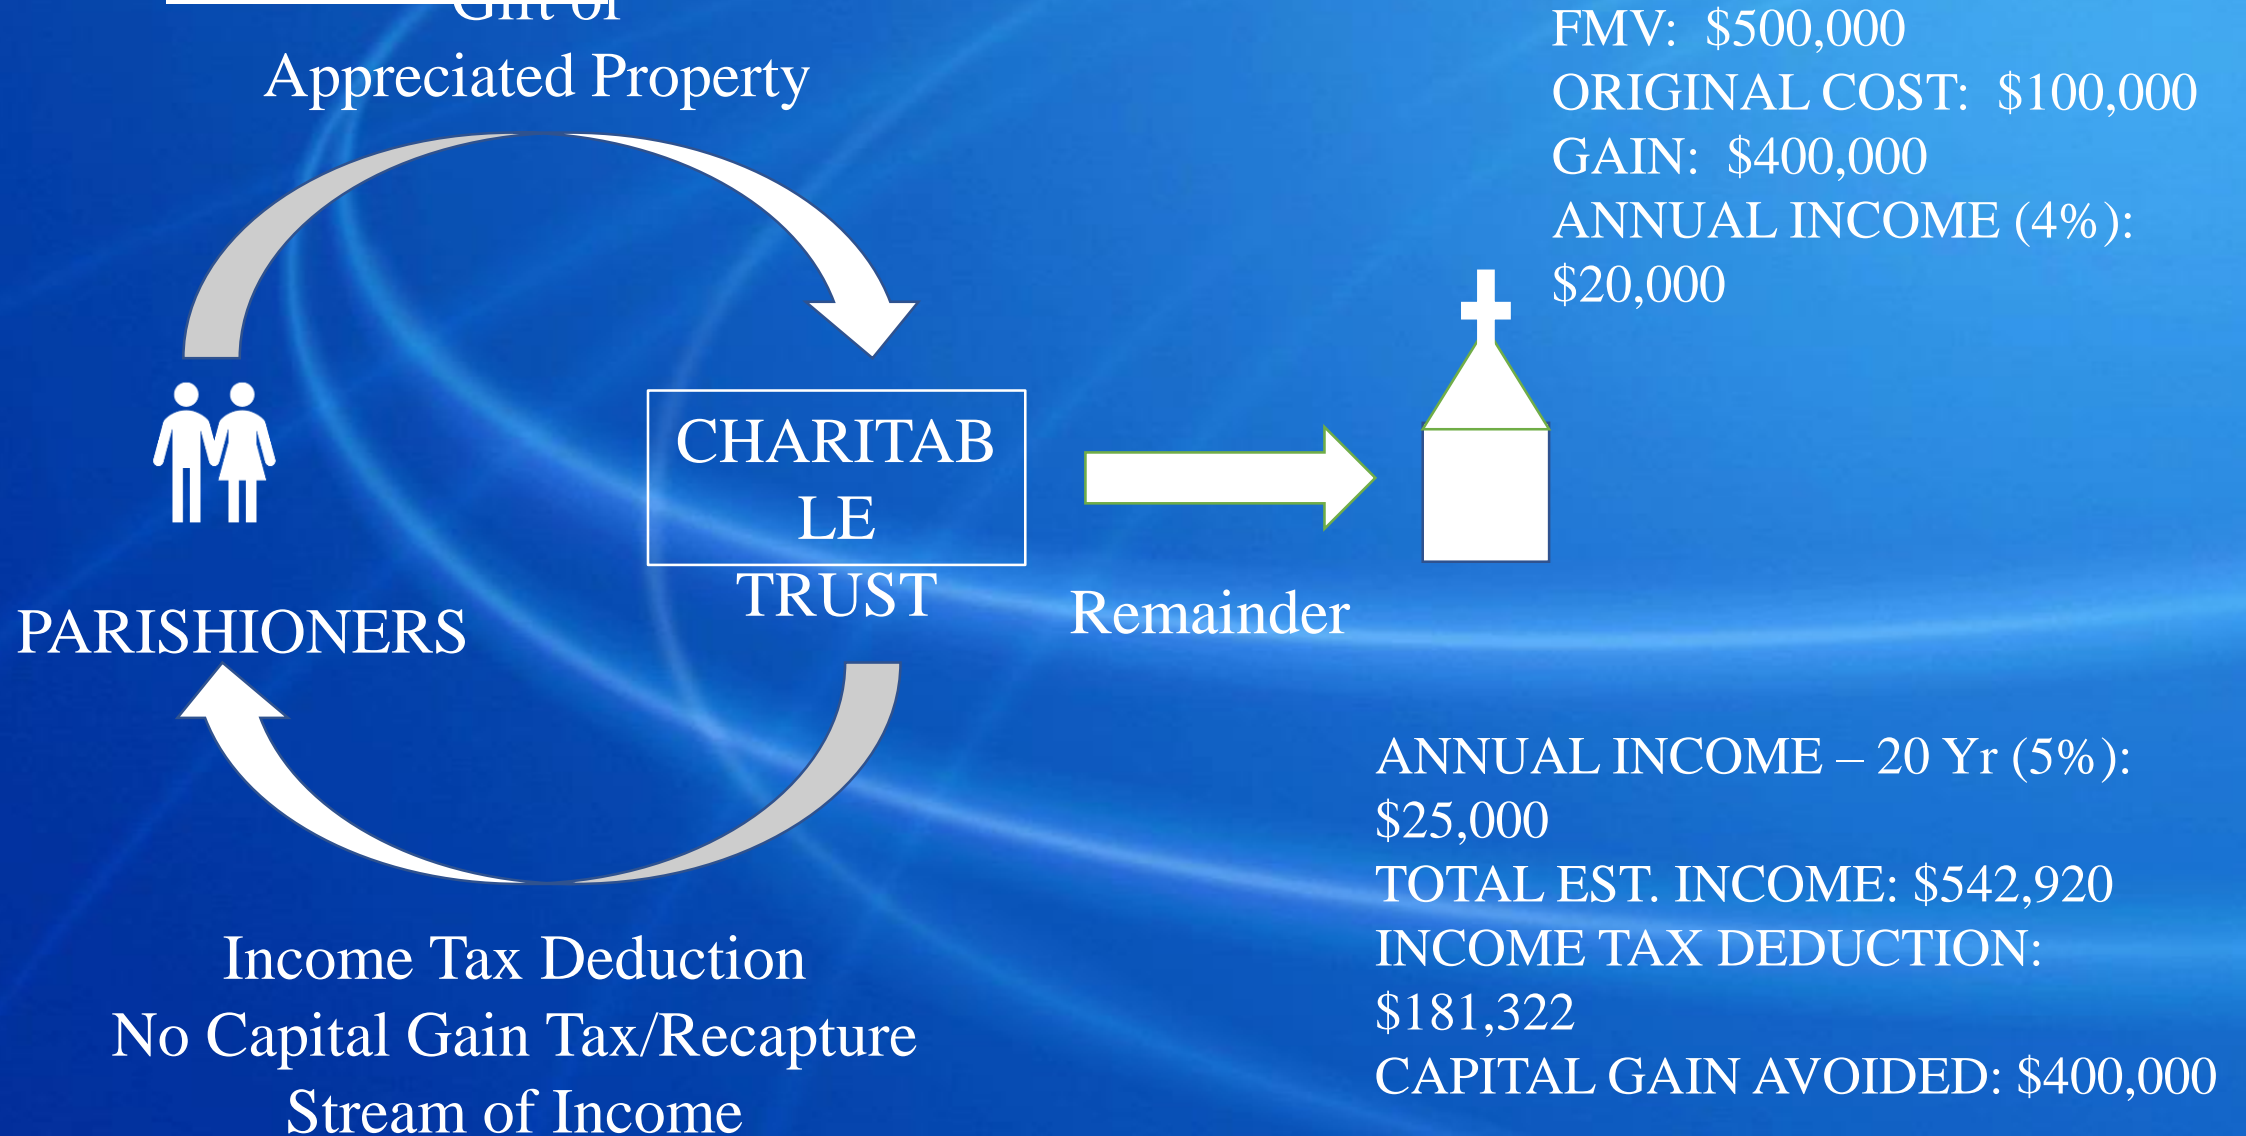 Gift of
Appreciated Property
FMV: $500,000
ORIGINAL COST: $100,000
GAIN: $400,000
ANNUAL INCOME (4%):
$20,000
CHARITAB
LE
TRUST
PARISHIONERS
Remainder
Income Tax Deduction
No Capital Gain Tax/Recapture
Stream of Income
ANNUAL INCOME – 20 Yr (5%):
$25,000
TOTAL EST. INCOME: $542,920
INCOME TAX DEDUCTION:
$181,322
CAPITAL GAIN AVOIDED: $400,000